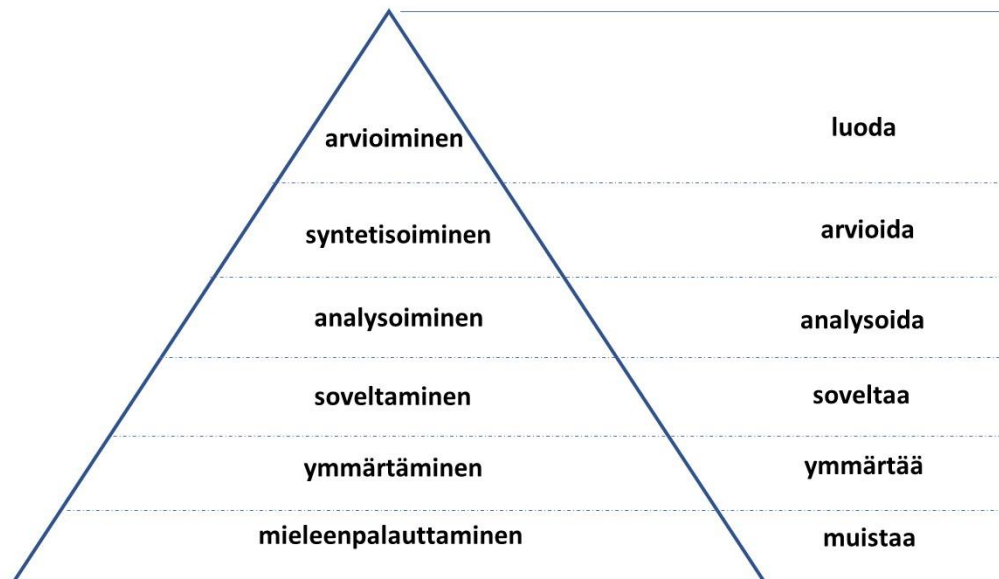 arvioiminen
luoda
syntetisoiminen
arvioida
analysoiminen
analysoida
soveltaminen
soveltaa
ymmärtäminen
ymmärtää
mieleenpalauttaminen
muistaa